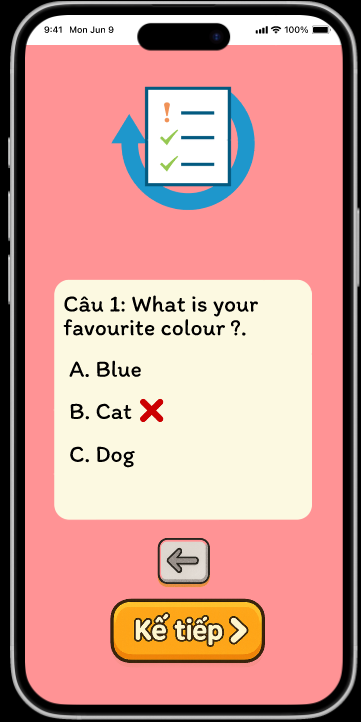 9:41 Mon Jun 9
100%
Câu 1: What is your
favourite colour ?.
A. Blue
B. Cat
C. Dog
Kế tiếp